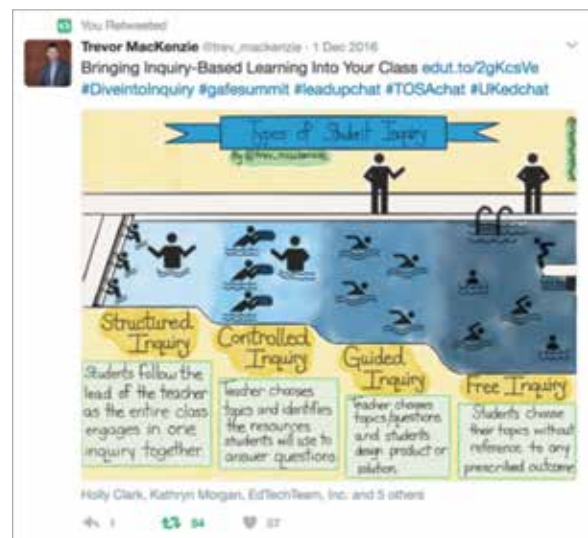 You Retweeted
Trevor MacKenzie @trev_mackenzie · 1 Dec 2016
Bringing Inquiry-Based Learning Into Your Class edut.to/2gKcsVe
#DiveintoInquiry #gafesummit #leadupchat #TOSAchat #UKedchat
Types of Student Inquiry
By @trev_mackenzie
Structured
Inquiry
Students follow the
lead of the teacher
as the entire class
engages in one
inquiry together.
Controlled
Inquiry
Teacher chooses
topics and identifies
the resources
students will use to
answer questions.
Guided
Inquiry
Teacher chooses
topics/questions
and students
design product or
solution.
Free Inquiry
Students choose
their topics without
reference to any
prescribed outcome
Holly Clark, Kathryn Morgan, EdTechTeam, Inc. and 5 others
1 54 57